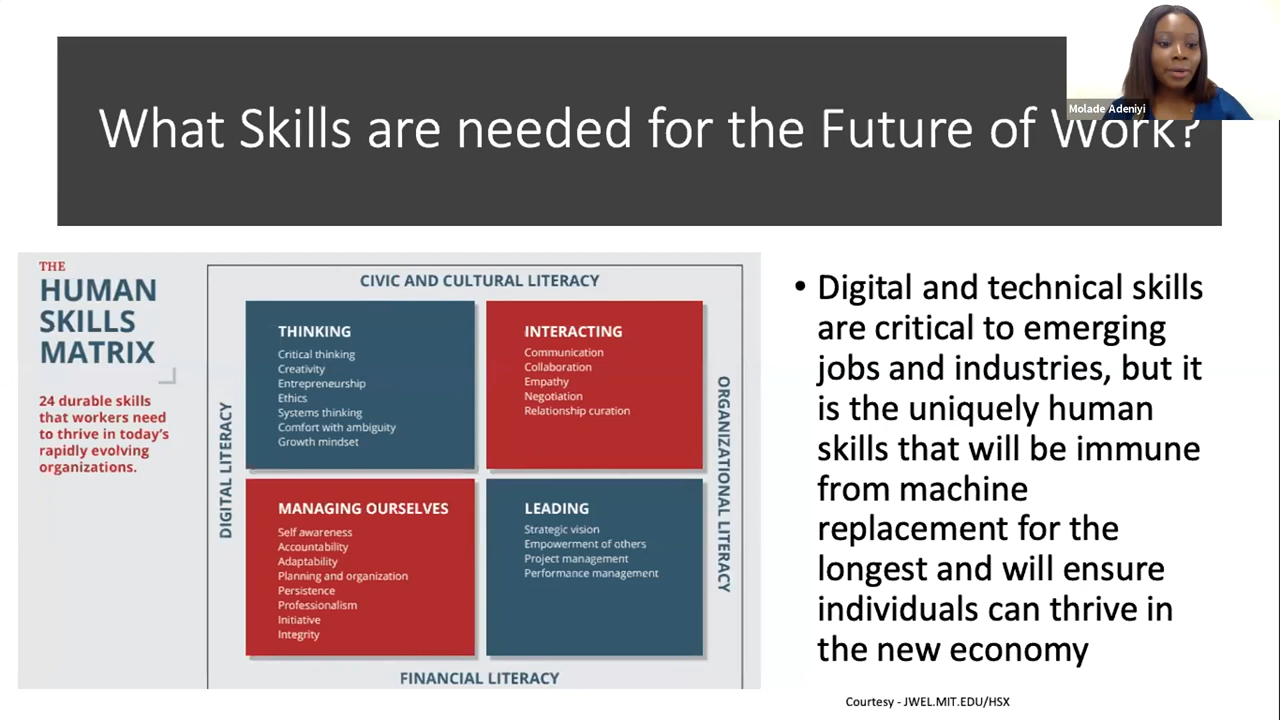 What Skills are needed for the Future of Work?
Molade Adeniyi
THE
HUMAN
SKILLS
MATRIX
24 durable skills
that workers need
to thrive in today's
rapidly evolving
organizations.
CIVIC AND CULTURAL LITERACY
DIGITAL LITERACY
THINKING
Critical thinking
Creativity
Entrepreneurship
Ethics
Systems thinking
Comfort with ambiguity
Growth mindset
INTERACTING
Communication
Collaboration
Empathy
Negotiation
Relationship curation
MANAGING OURSELVES
Self awareness
Accountability
Adaptability
Planning and organization
Persistence
Professionalism
Initiative
Integrity
LEADING
Strategic vision
Empowerment of others
Project management
Performance management
ORGANIZATIONAL LITERACY
FINANCIAL LITERACY
• Digital and technical skills
are critical to emerging
jobs and industries, but it
is the uniquely human
skills that will be immune
from machine
replacement for the
longest and will ensure
individuals can thrive in
the new economy
Courtesy - JWEL.MIT.EDU/HSX